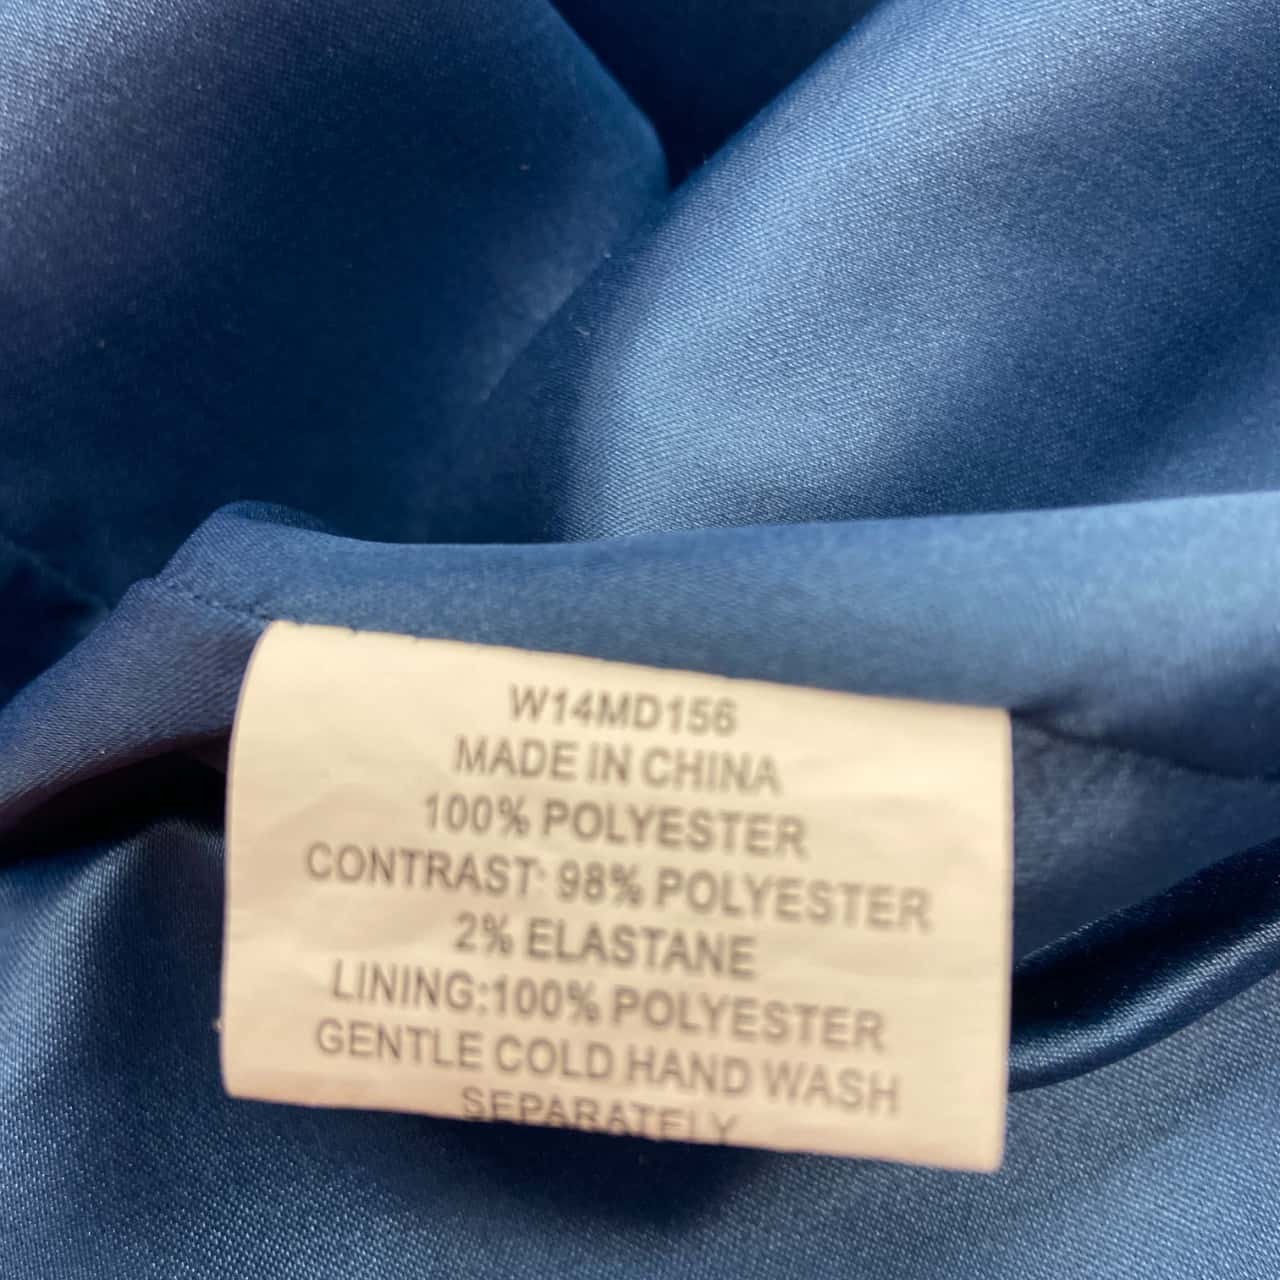 W14MD156
MADE IN CHINA
100% POLYESTER
CONTRAST: 98% POLYESTER
2% ELASTANE
LINING:100% POLYESTER
GENTLE COLD HAND WASH
SEPARATELY